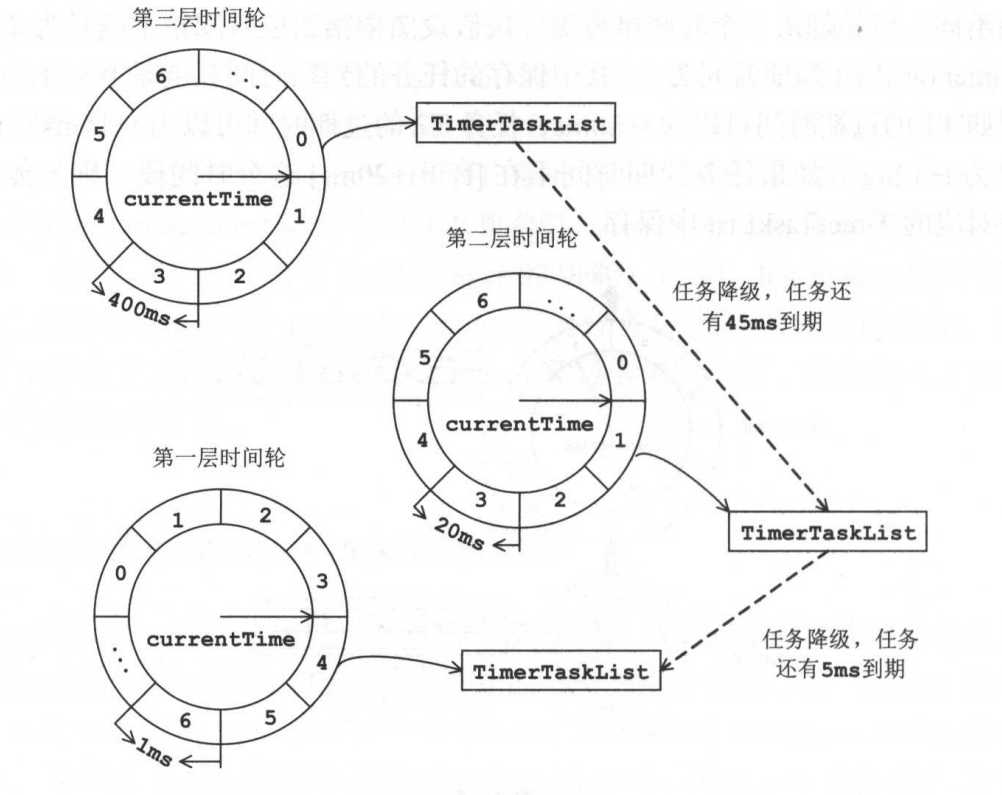 第三层时间轮
6
...
5
0
currentTime
4
1
3
2
400ms
TimerTaskList
第二层时间轮
6
...
5
0
currentTime
4
1
3
2
20ms
任务降级，任务还
有45ms到期
TimerTaskList
第一层时间轮
1
2
0
3
currentTime
...
4
6
5
1ms
TimerTaskList
任务降级，任务
还有5ms到期